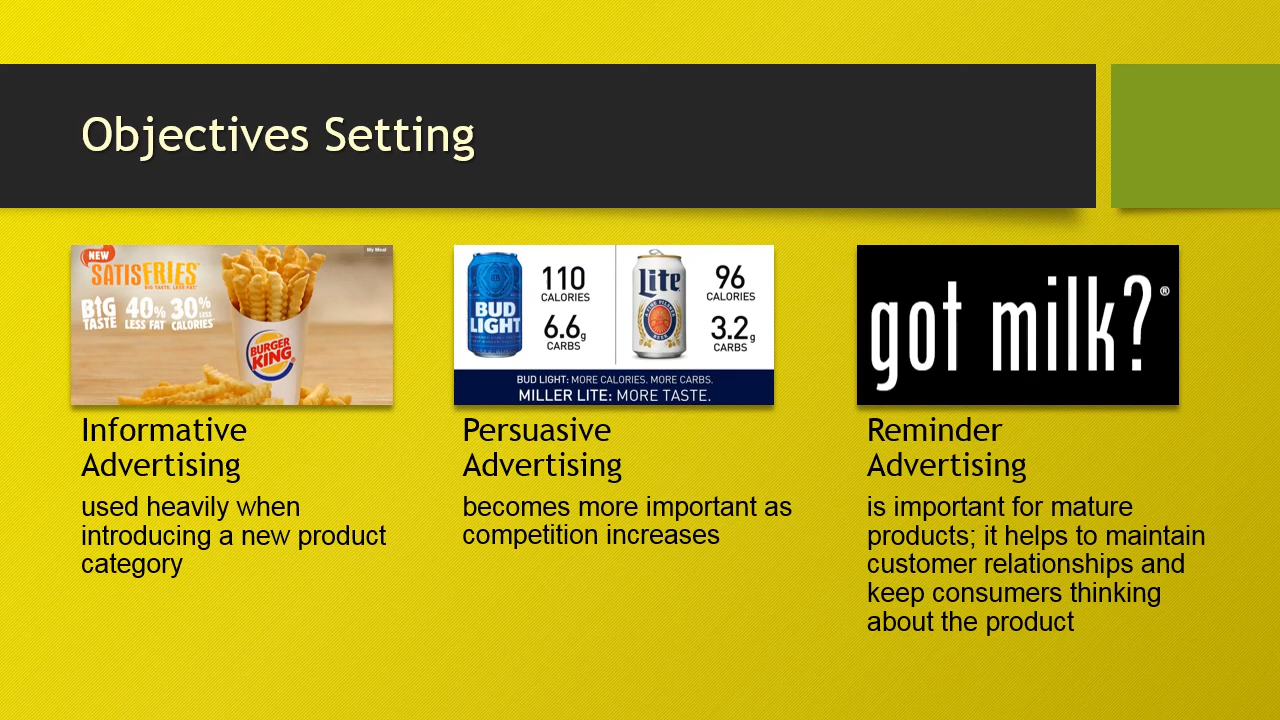 Objectives Setting
My Meal
NEW
SATISFRIES™
BIG TASTE. LESS FAT.
BIG TASTE
40% LESS FAT
30% LESS CALORIES
BURGER KING
BUD LIGHT
110
CALORIES
6.6g
CARBS
Lite
96
CALORIES
3.2g
CARBS
BUD LIGHT: MORE CALORIES. MORE CARBS.
MILLER LITE: MORE TASTE.
got milk?®
Informative
Advertising
used heavily when
introducing a new product
category
Persuasive
Advertising
becomes more important as
competition increases
Reminder
Advertising
is important for mature
products; it helps to maintain
customer relationships and
keep consumers thinking
about the product